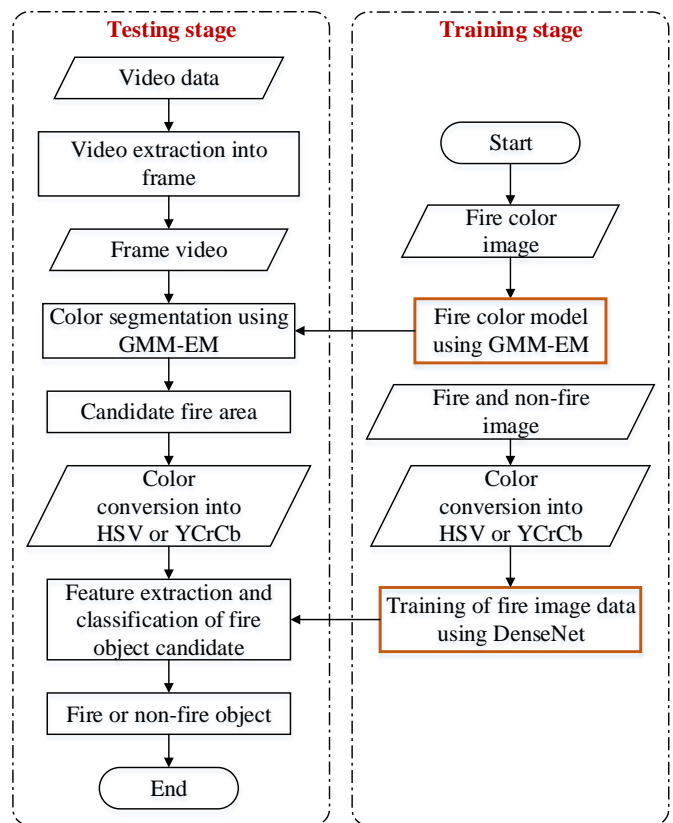 Testing stage
Video data
Video extraction into
frame
Frame video
Color segmentation using
GMM-EM
Candidate fire area
Color
conversion into
HSV or YCrCb
Feature extraction and
classification of fire
object candidate
Fire or non-fire object
End
Training stage
Start
Fire color
image
Fire color model
using GMM-EM
Fire and non-fire
image
Color
conversion into
HSV or YCrCb
Training of fire image data
using DenseNet